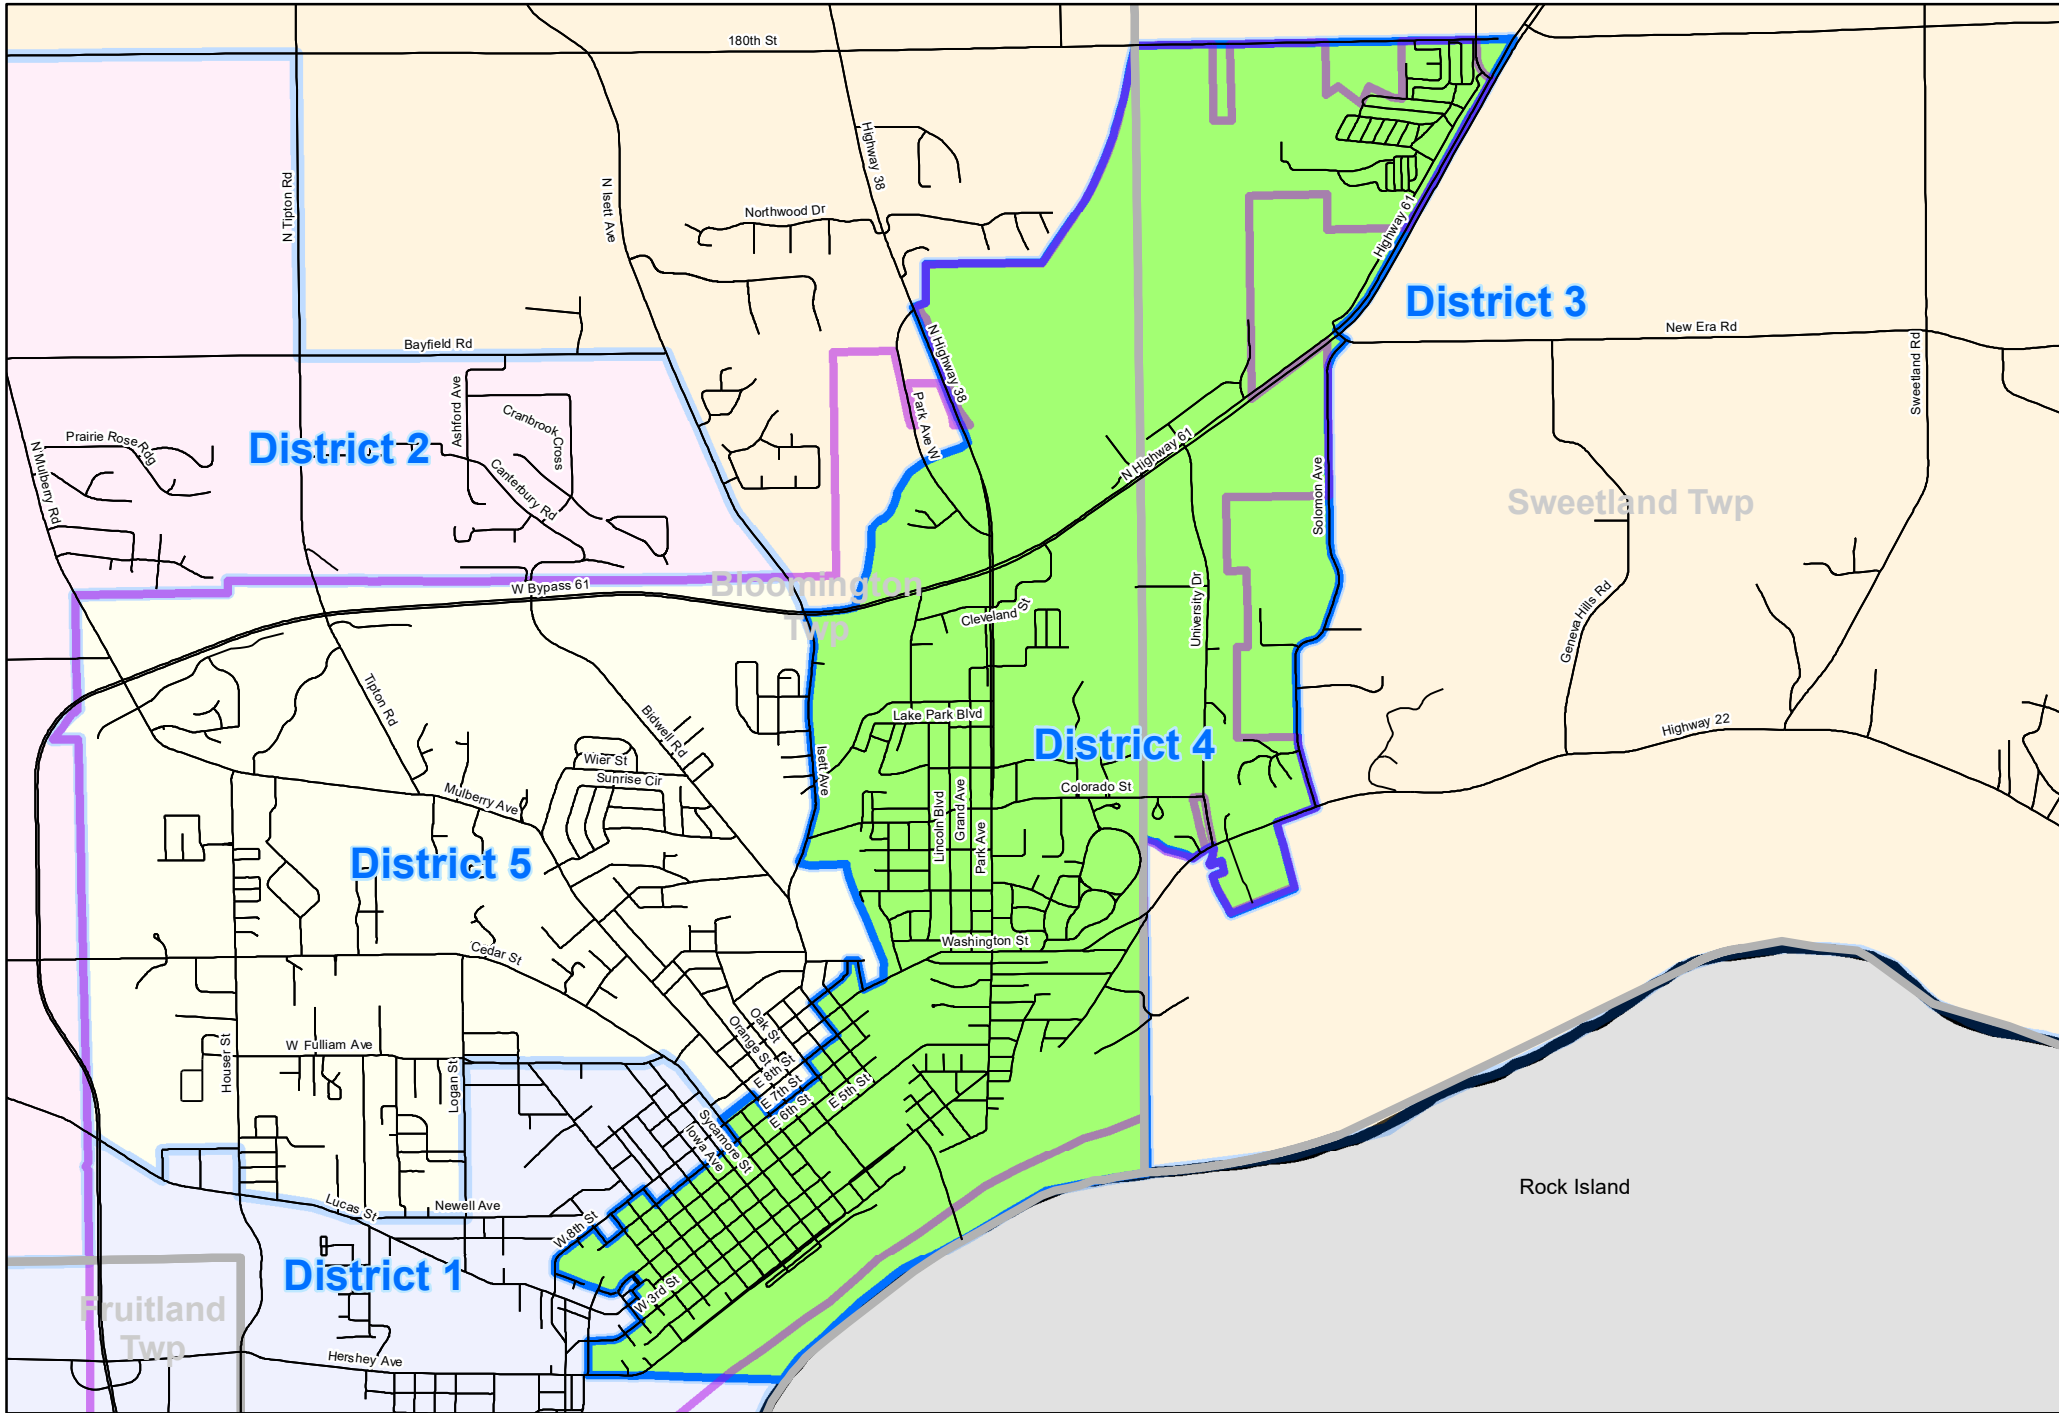 180th St
Highway 38
N Tipton Rd
N Isett Ave
Northwood Dr
Highway 61
District 3
New Era Rd
Bayfield Rd
N Highway 38
Sweetland Rd
Ashford Ave
Cranbrook
Cross
Park Ave W
Prairie Rose Rdg
District 2
N Mulberry Rd
Canterbury Rd
N Highway 61
Solomon Ave
Sweetland Twp
W Bypass 61
Bloomington
Twp
Cleveland St
University Dr
Geneva Hills Rd
Tipton Rd
Bidwell Rd
Lake Park Blvd
District 4
Highway 22
Wier St
Sunrise Cir
Isett Ave
Mulberry Ave
Colorado St
Lincoln Blvd
Grand Ave
Park Ave
District 5
Washington St
Cedar St
Oak St
Orange St
W Fulliam Ave
Houser St
Logan St
E 8th St
E 7th St
E 6th St
E 5th St
Sycamore St
Iowa Ave
Rock Island
Lucas St
Newell Ave
W 8th St
District 1
W 3rd St
Fruitland
Twp
Hershey Ave